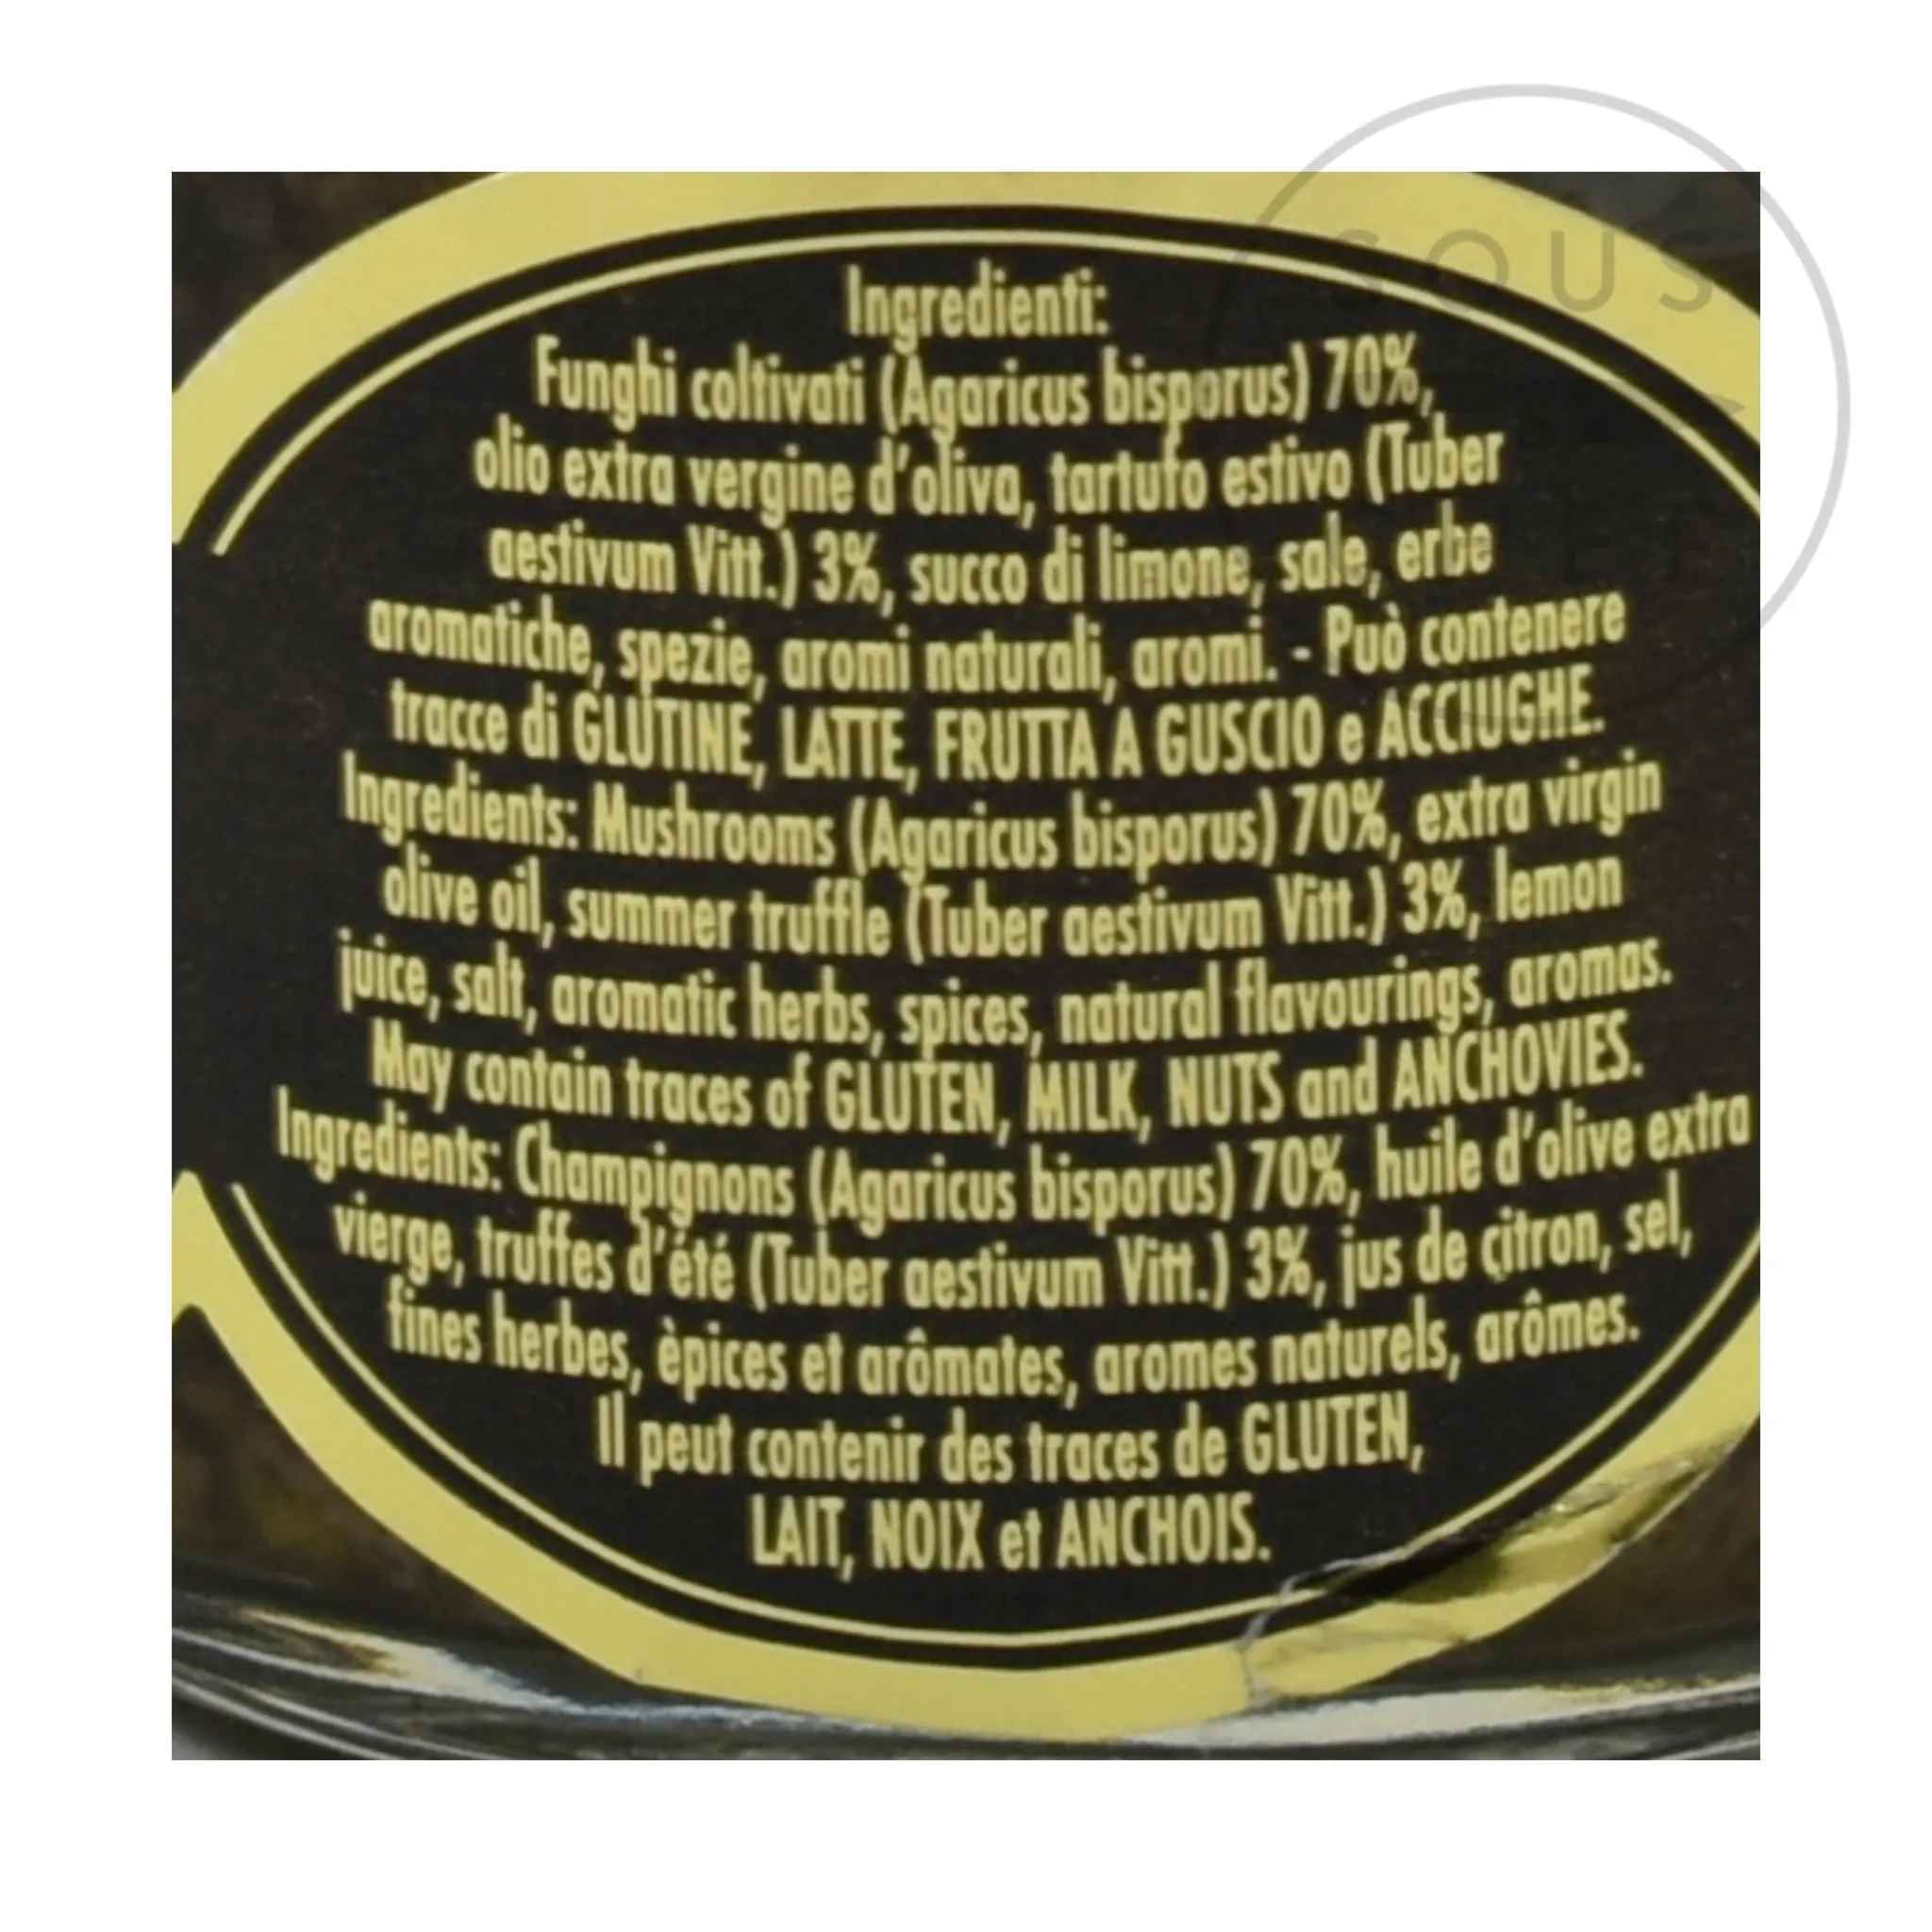 SOUS
Ingredienti:
Funghi coltivati (Agaricus bisporus) 70%,
olio extra vergine d'oliva, tartufo estivo (Tuber
aestivum Vitt.) 3%, succo di limone, sale, erbe
aromatiche, spezie, aromi naturali, aromi. - Può contenere
tracce di GLUTINE, LATTE, FRUTTA A GUSCIO e ACCIUGHE.
Ingredients: Mushrooms (Agaricus bisporus) 70%, extra virgin
olive oil, summer truffle (Tuber aestivum Vitt.) 3%, lemon
juice, salt, aromatic herbs, spices, natural flavourings, aromas.
May contain traces of GLUTEN, MILK, NUTS and ANCHOVIES.
Ingredients: Champignons (Agaricus bisporus) 70%, huile d'olive extra
vierge, truffes d'été (Tuber aestivum Vitt.) 3%, jus de citron, sel,
fines herbes, èpices et arômates, aromes naturels, arômes.
Il peut contenir des traces de GLUTEN,
LAIT, NOIX et ANCHOIS.